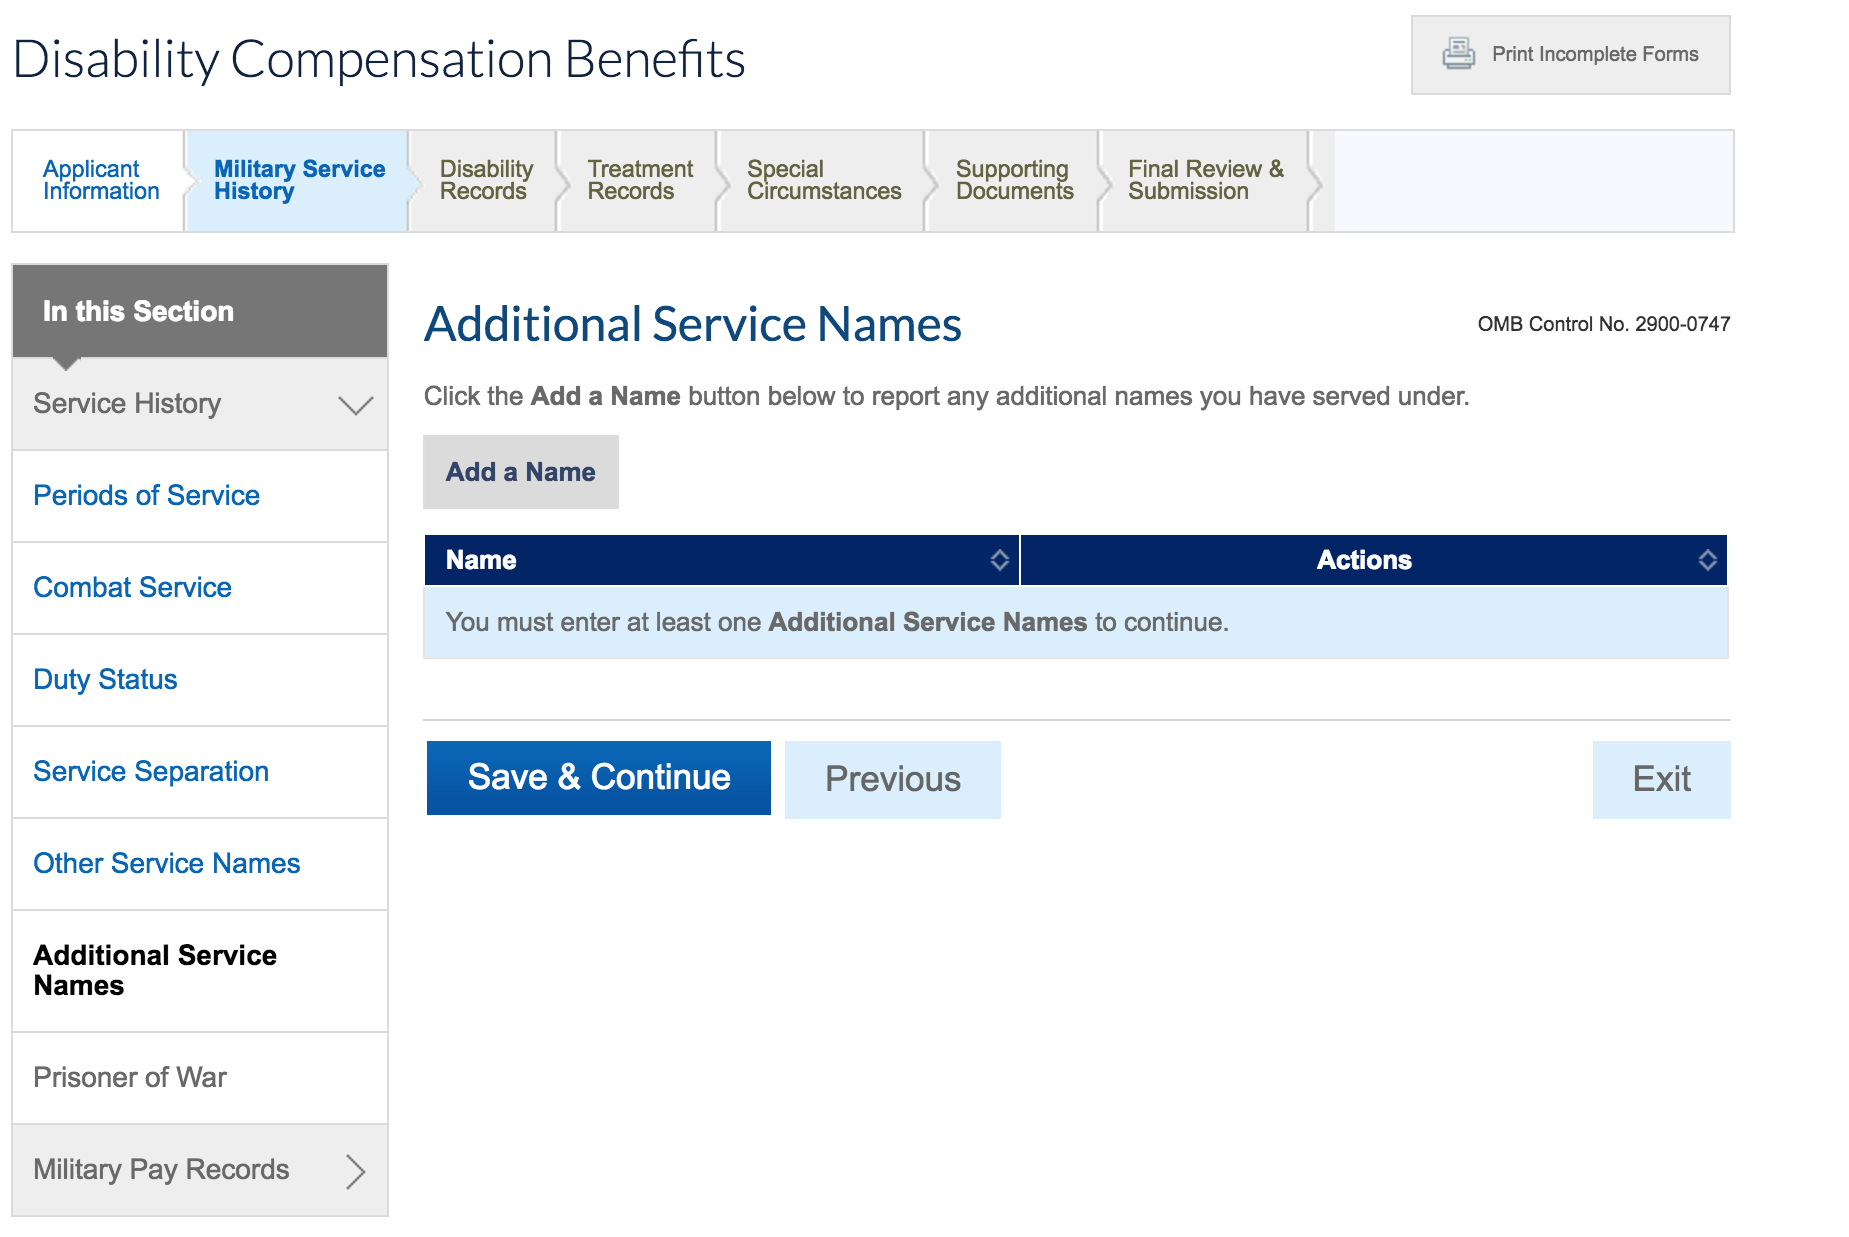 Disability Compensation Benefits
Print Incomplete Forms
Applicant
Information
Military Service
History
Disability
Records
Treatment
Records
Special
Circumstances
Supporting
Documents
Final Review &
Submission
In this Section
Service History
Periods of Service
Combat Service
Duty Status
Service Separation
Other Service Names
Additional Service
Names
Prisoner of War
Military Pay Records
Additional Service Names
OMB Control No. 2900-0747
Click the Add a Name button below to report any additional names you have served under.
Add a Name
Name
Actions
You must enter at least one Additional Service Names to continue.
Save & Continue
Previous
Exit